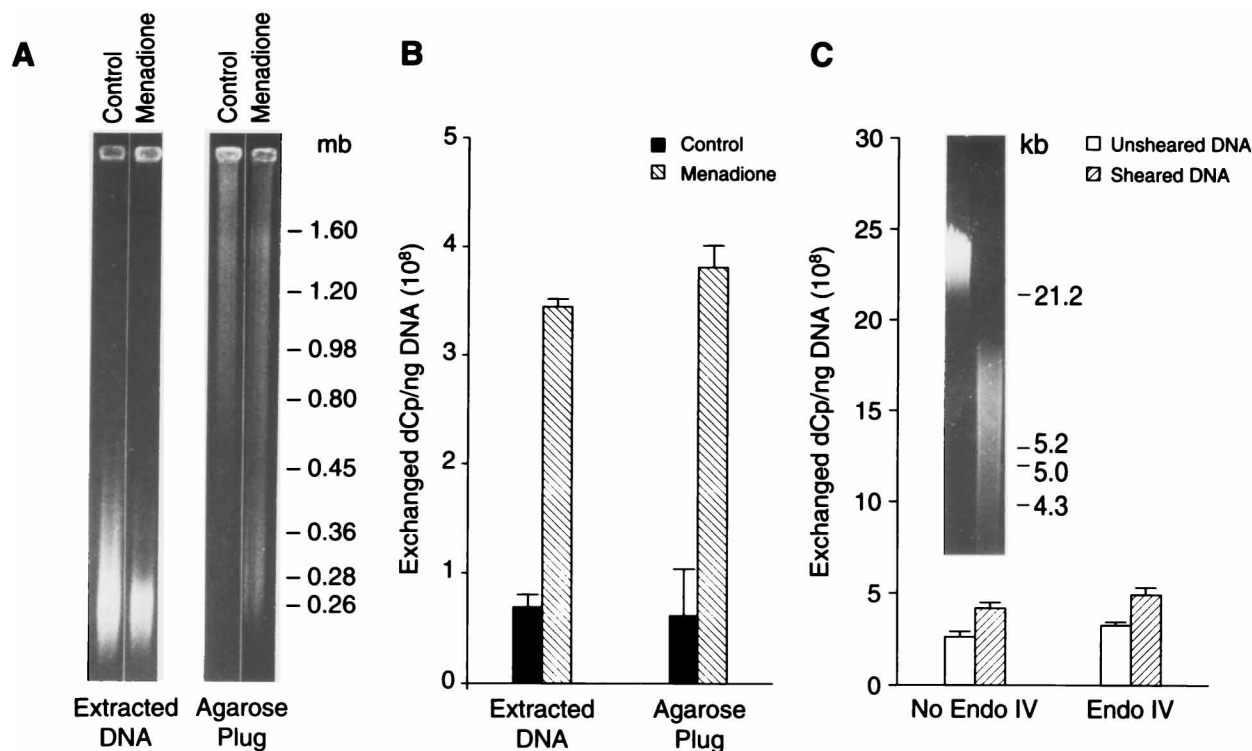 A
Control
Menadione
Control
Menadione
mb
– 1.60
– 1.20
– 0.98
– 0.80
– 0.45
– 0.36
– 0.28
– 0.26
Extracted
DNA
Agarose
Plug
B
Exchanged dCp/ng DNA (10⁸)
5
4
3
2
1
0
Control
Menadione
Extracted
DNA
Agarose
Plug
C
Exchanged dCp/ng DNA (10⁸)
30
25
20
15
10
5
0
kb
-21.2
-5.2
- 5.0
-4.3
Unsheared DNA
Sheared DNA
No Endo IV
Endo IV